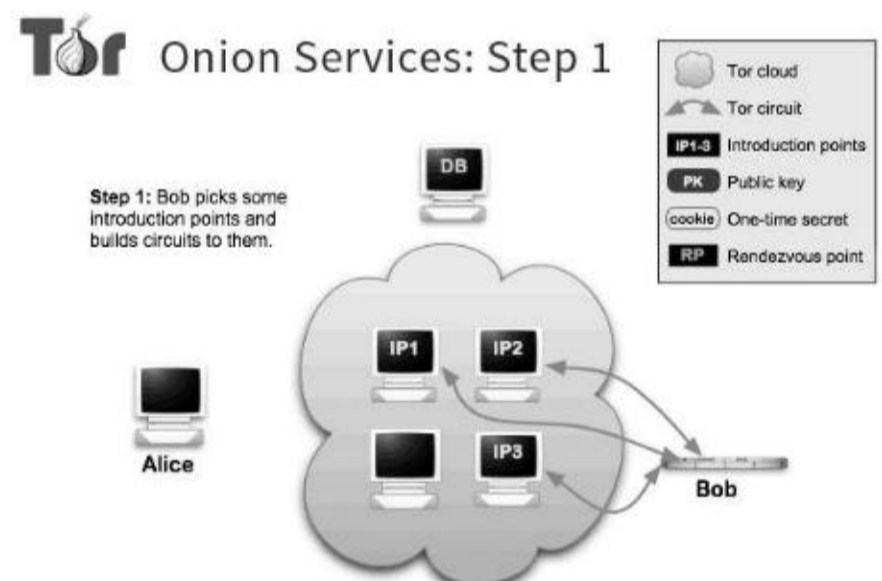 Tor
Onion Services: Step 1
Tor cloud
Tor circuit
IP1-3 Introduction points
PK Public key
cookie One-time secret
RP Rendezvous point
DB
Step 1: Bob picks some
introduction points and
builds circuits to them.
IP1
IP2
IP3
Alice
Bob